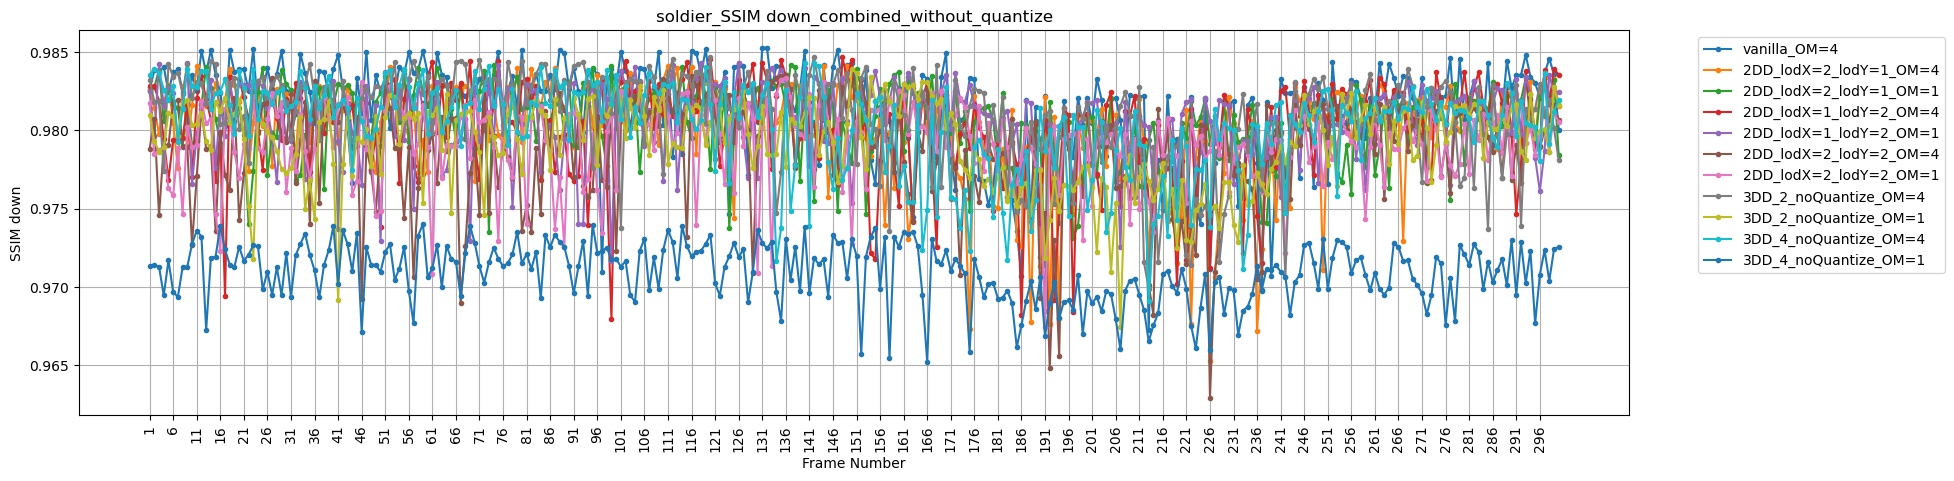 soldier_SSIM down_combined_without_quantize
SSIM down
0.985
0.980
0.975
0.970
0.965
1 6 11 16 21 26 31 36 41 46 51 56 61 66 71 76 81 86 91 96 101 106 111 116 121 126 131 136 141 146 151 156 161 166 171 176 181 186 191 196 201 206 211 216 221 226 231 236 241 246 251 256 261 266 271 276 281 286 291 296
Frame Number
vanilla_OM=4
2DD_lodX=2_lodY=1_OM=4
2DD_lodX=2_lodY=1_OM=1
2DD_lodX=1_lodY=2_OM=4
2DD_lodX=1_lodY=2_OM=1
2DD_lodX=2_lodY=2_OM=4
2DD_lodX=2_lodY=2_OM=1
3DD_2_noQuantize_OM=4
3DD_2_noQuantize_OM=1
3DD_4_noQuantize_OM=4
3DD_4_noQuantize_OM=1